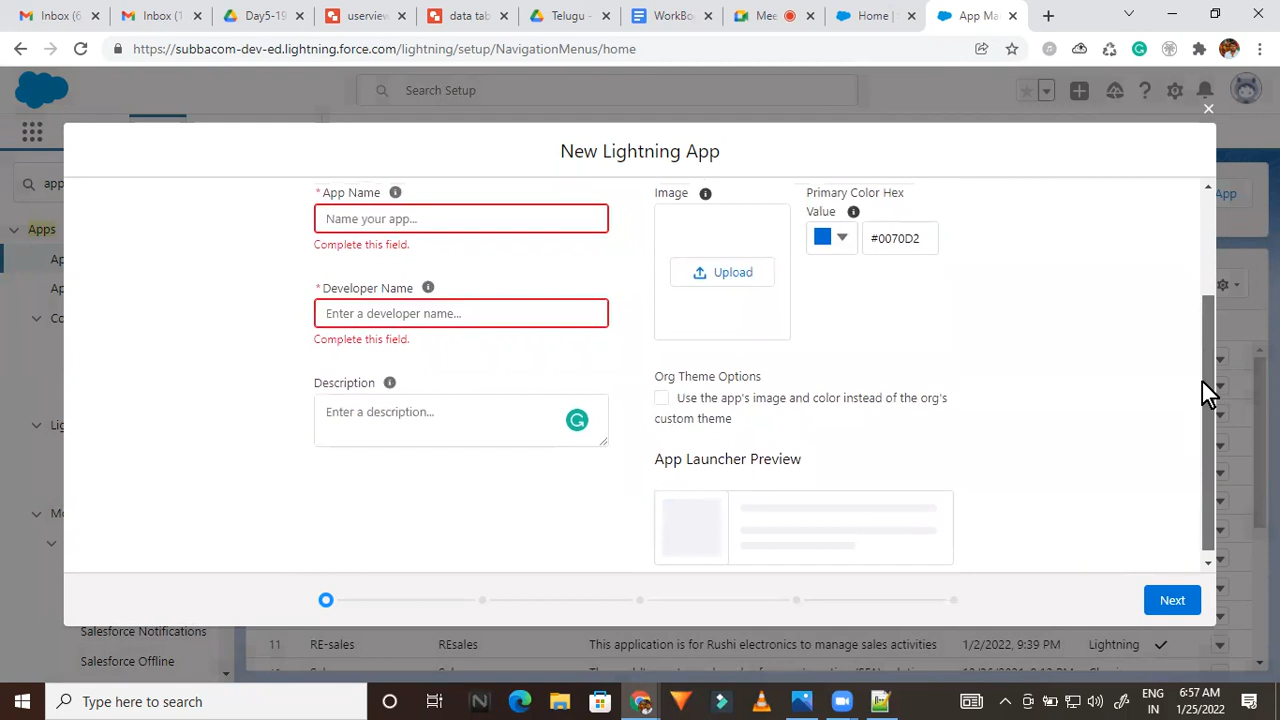 Inbox (6
Inbox (1
Day5-19
userview
data tab
Telugu -
WorkBo
Mee
Home |
App Ma
https://subbacom-dev-ed.lightning.force.com/lightning/setup/NavigationMenus/home
Search Setup
New Lightning App
app
App
Apps
* App Name
Name your app...
Complete this field.
* Developer Name
Enter a developer name...
Complete this field.
Description
Enter a description...
Image
Upload
Primary Color Hex
Value
#0070D2
Org Theme Options
Use the app's image and color instead of the org's
custom theme
App Launcher Preview
Ap
Ap
Co
Lig
Mo
Next
Salesforce Notifications
Salesforce Offline
11 RE-sales REsales This application is for Rushi electronics to manage sales activities 1/2/2022, 9:39 PM Lightning
Type here to search
ENG
IN
6:57 AM
1/25/2022